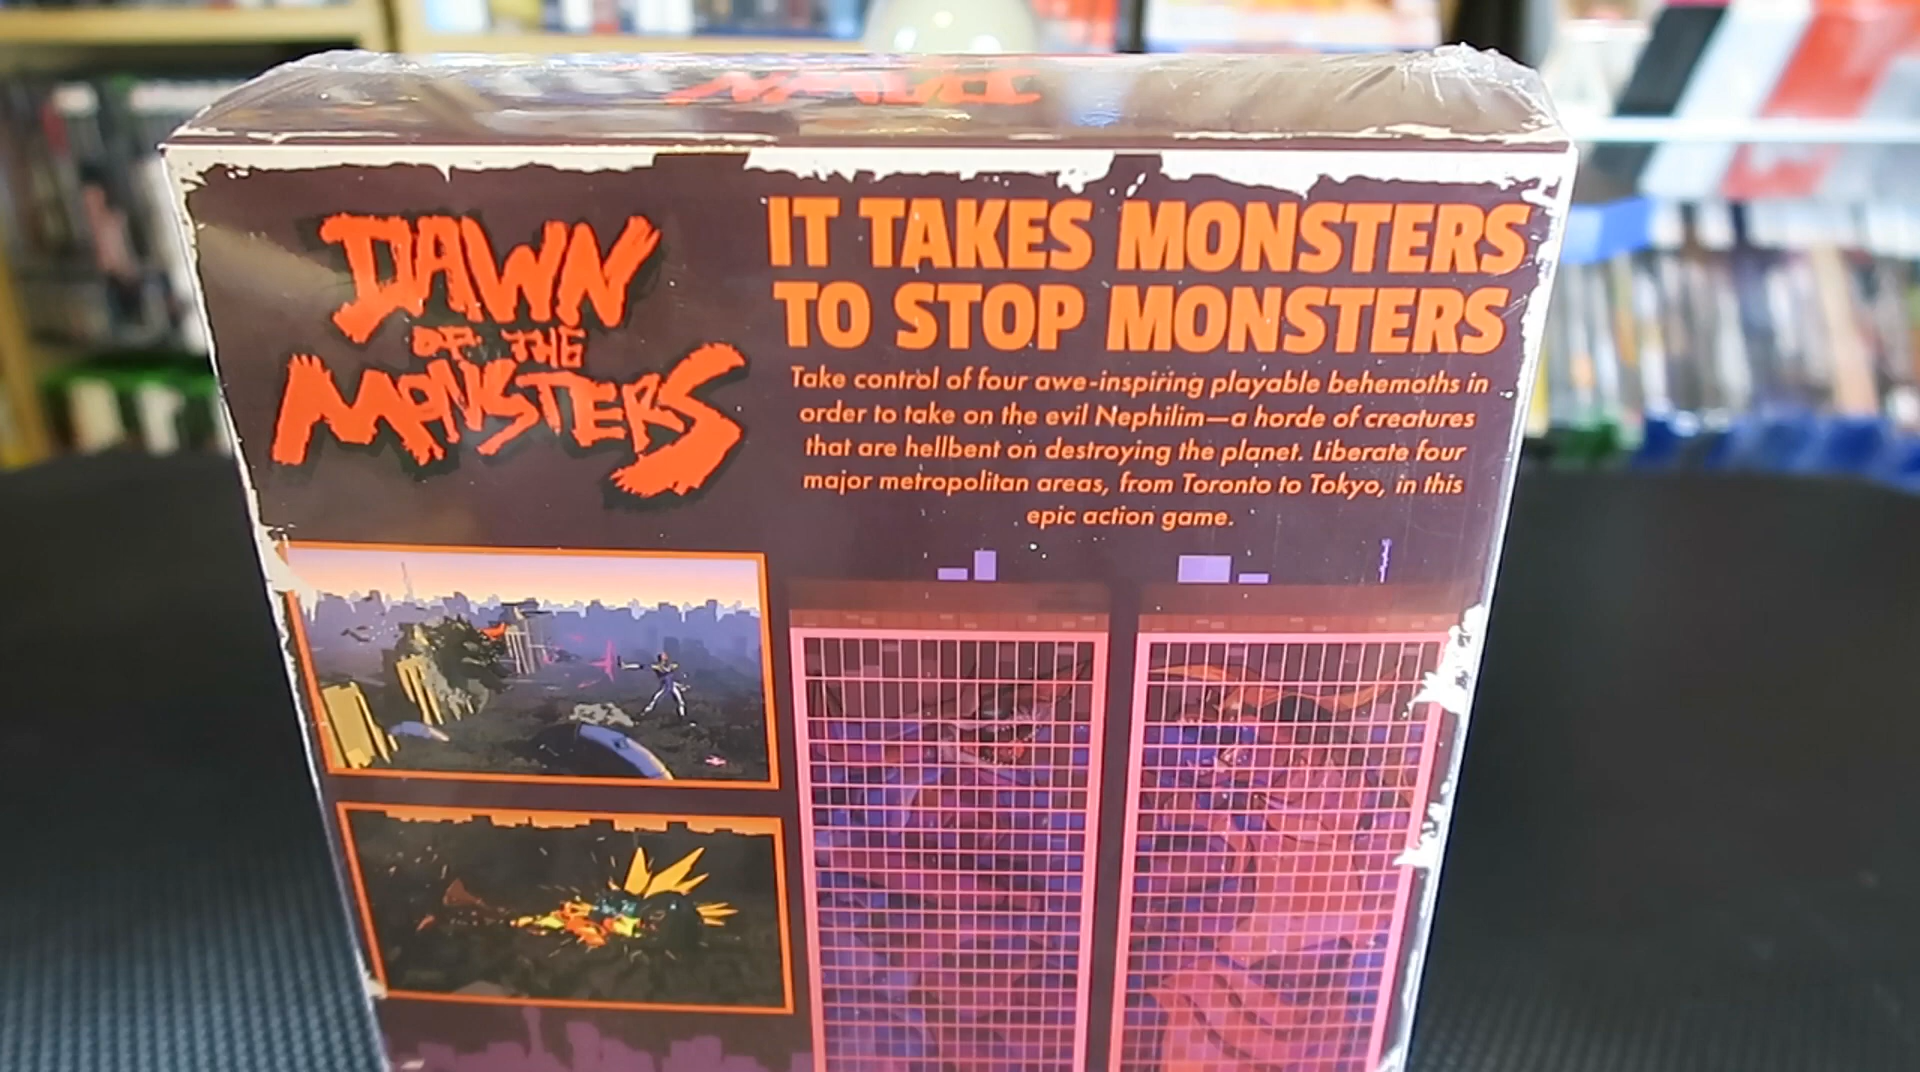 DAWN
OF THE
MONSTERS
IT TAKES MONSTERS
TO STOP MONSTERS
Take control of four awe-inspiring playable behemoths in
order to take on the evil Nephilim—a horde of creatures
that are hellbent on destroying the planet. Liberate four
major metropolitan areas, from Toronto to Tokyo, in this
epic action game.